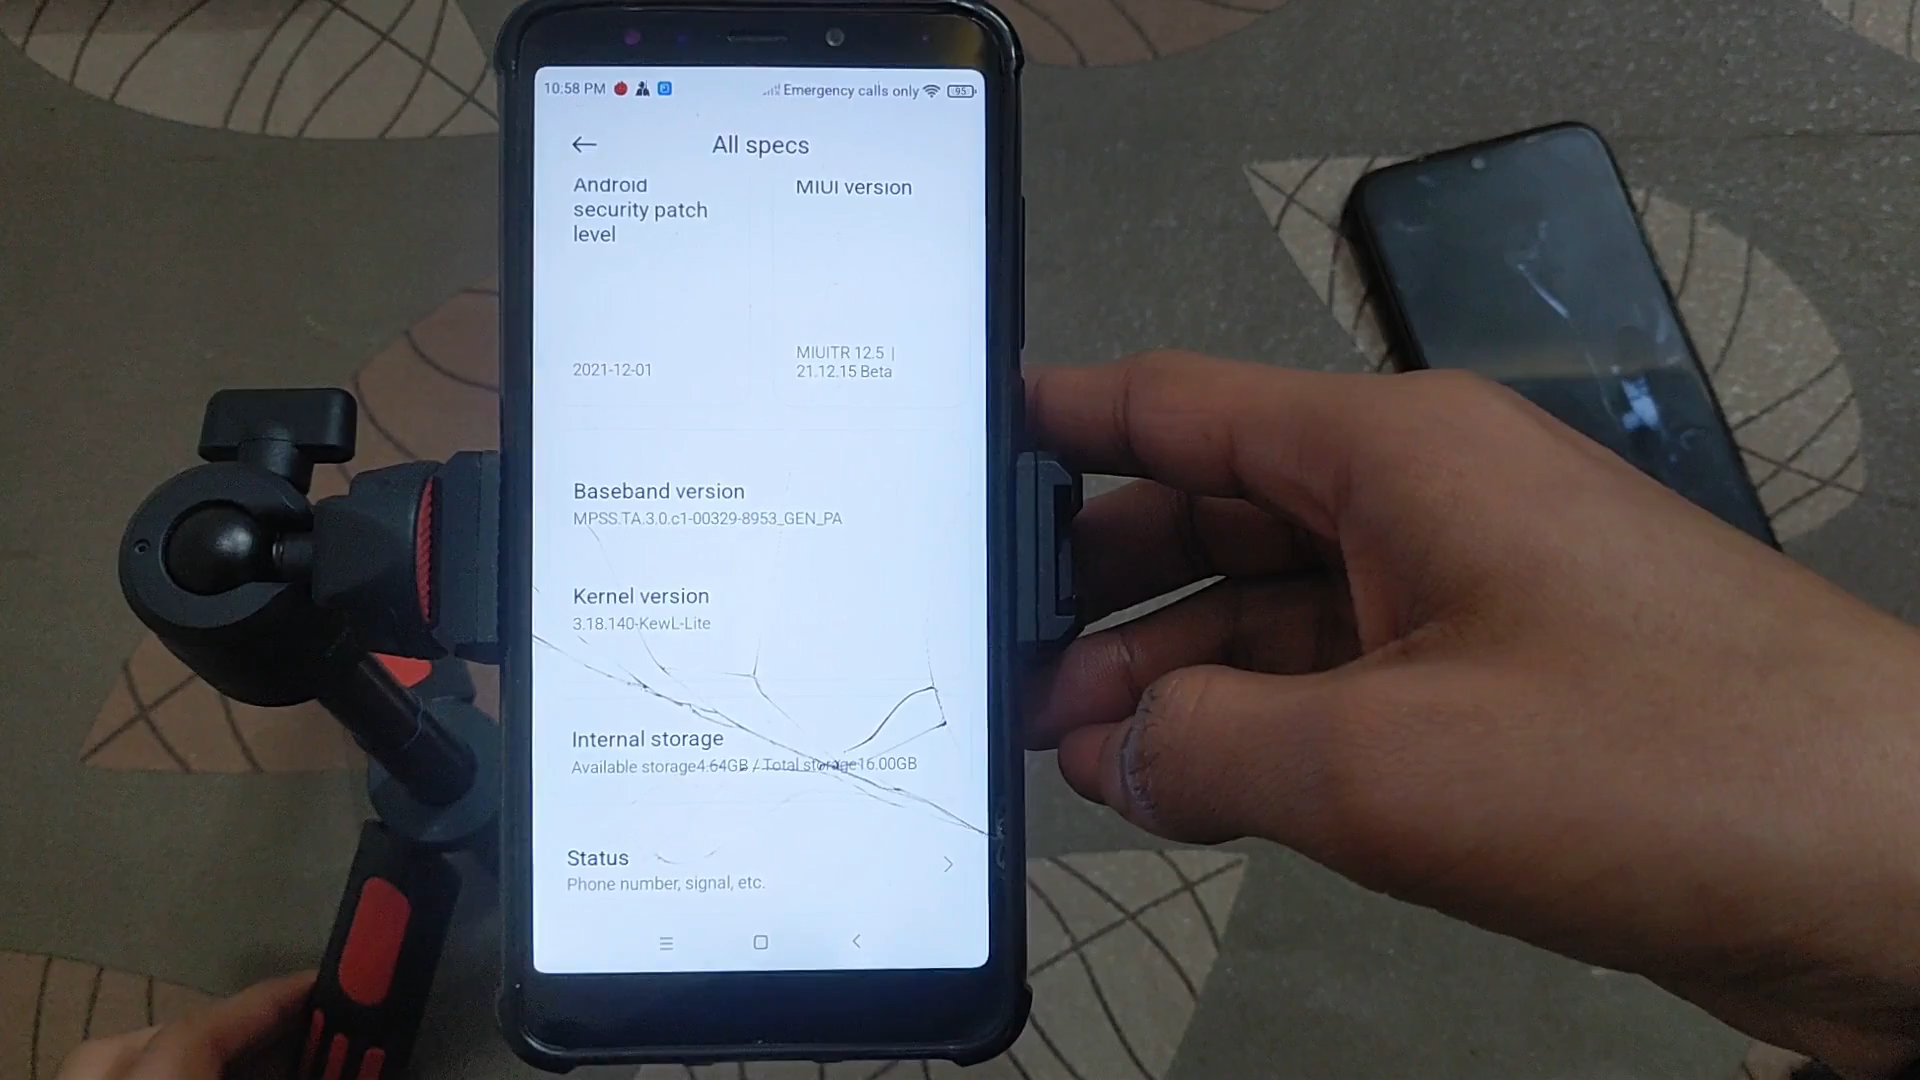 10:58 PM
Emergency calls only
95
All specs
Android
security patch
level
MIUI version
2021-12-01
MIUITR 12.5 |
21.12.15 Beta
Baseband version
MPSS.TA.3.0.c1-00329-8953_GEN_PA
Kernel version
3.18.140-KewL-Lite
Internal storage
Available storage4.64GB / Total storage16.00GB
Status
Phone number, signal, etc.